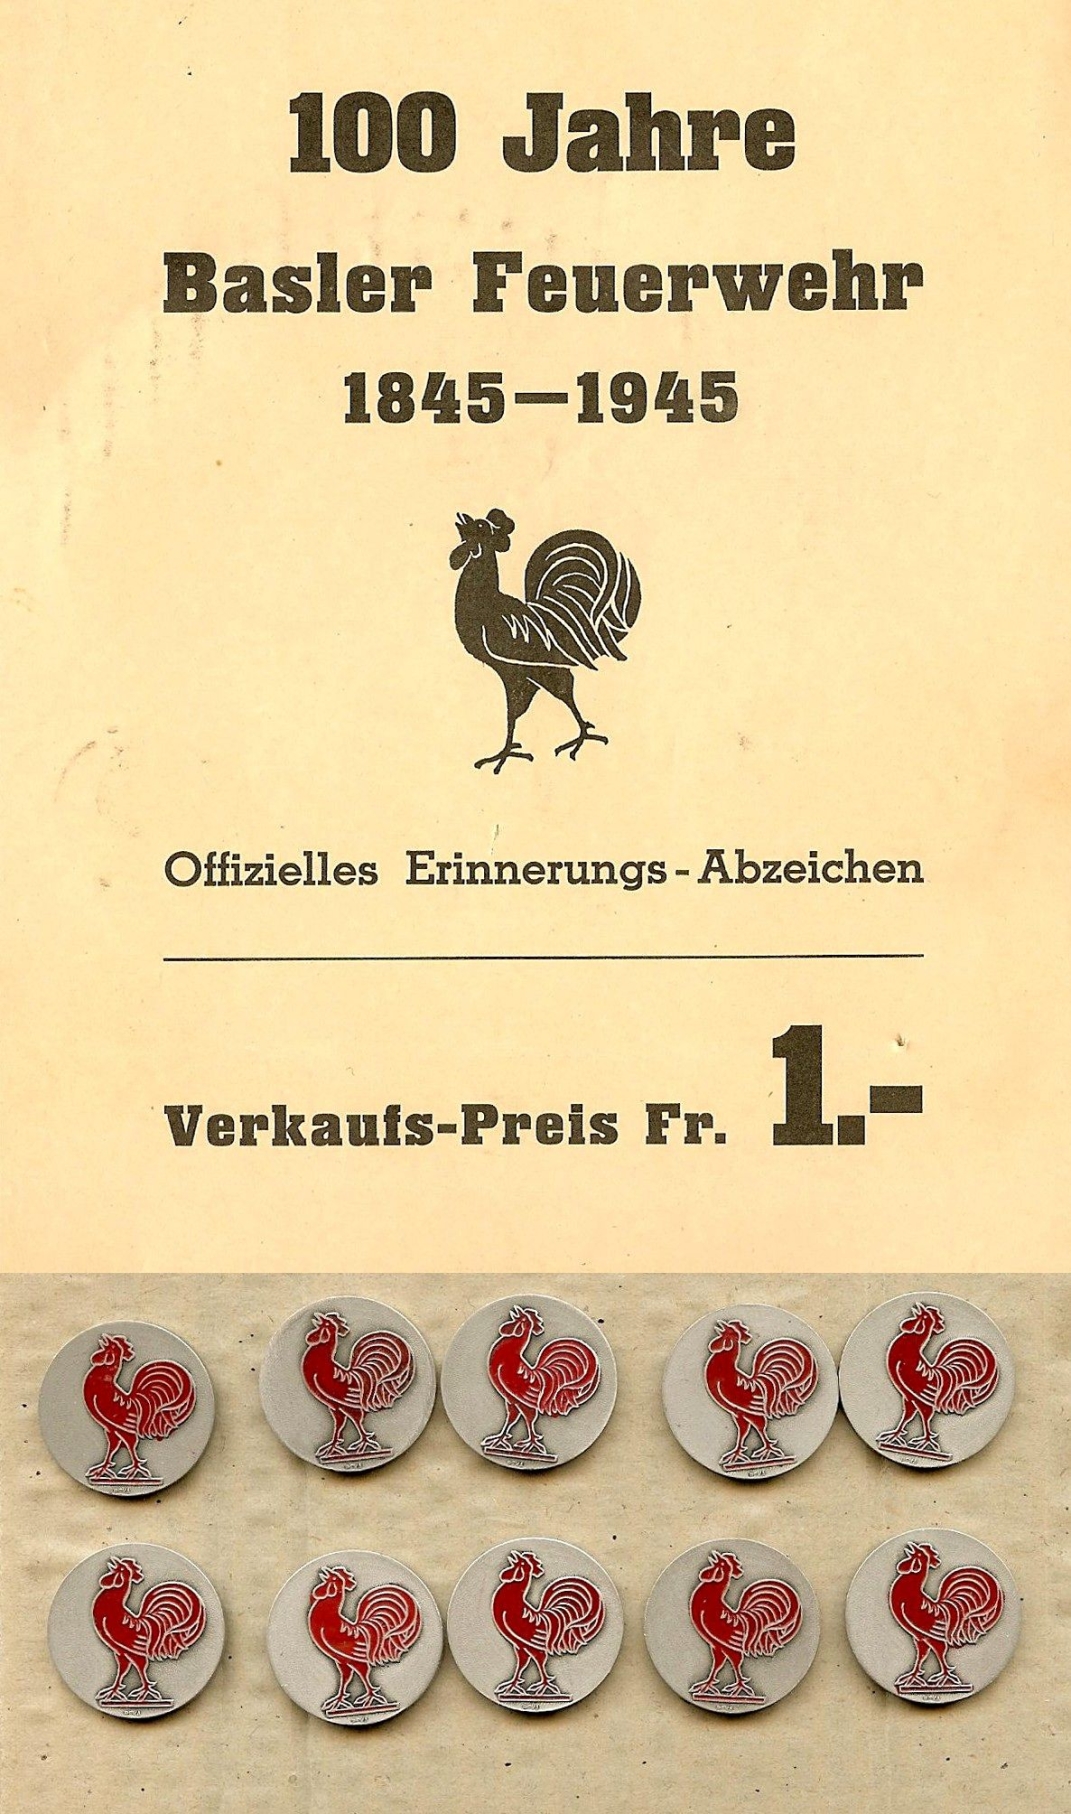 100 Jahre
Basler Feuerwehr
1845—1945
Offizielles Erinnerungs-Abzeichen
Verkaufs-Preis Fr. 1.-